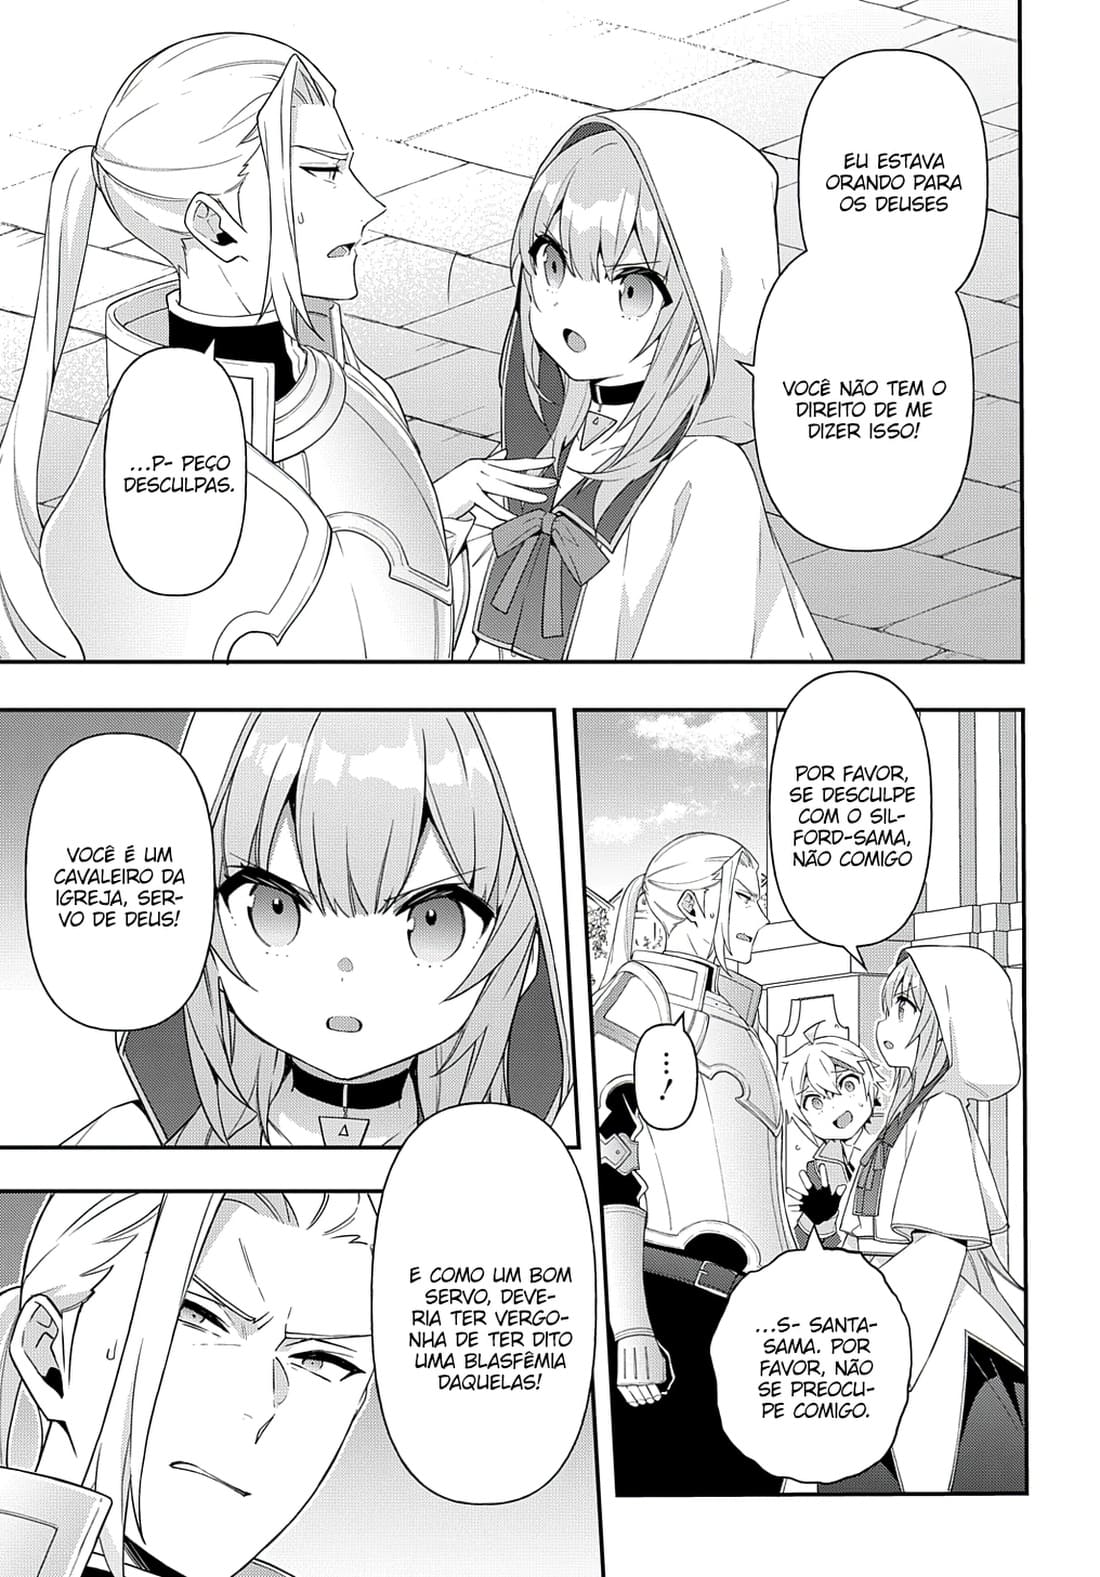 EU ESTAVA
ORANDO PARA
OS DEUSES
VOCÊ NÃO TEM O
DIREITO DE ME
DIZER ISSO!
...P- PEÇO
DESCULPAS.
POR FAVOR,
SE DESCULPE
COM O SIL-
FORD-SAMA,
NÃO COMIGO
...!
...S- SANTA-
SAMA. POR
FAVOR, NÃO
SE PREOCU-
PE COMIGO.
VOCÊ É UM
CAVALEIRO DA
IGREJA, SER-
VO DE DEUS!
E COMO UM BOM
SERVO, DEVE-
RIA TER VERGO-
NHA DE TER DITO
UMA BLASFÊMIA
DAQUELAS!